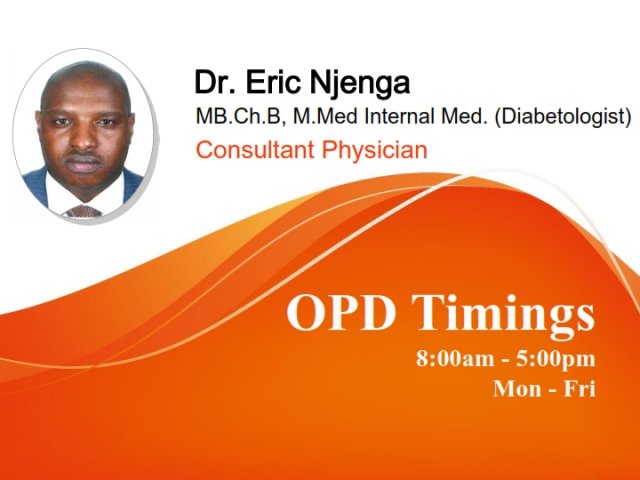 Dr. Eric Njenga
MB.Ch.B, M.Med Internal Med. (Diabetologist)
Consultant Physician
OPD Timings
8:00am - 5:00pm
Mon - Fri